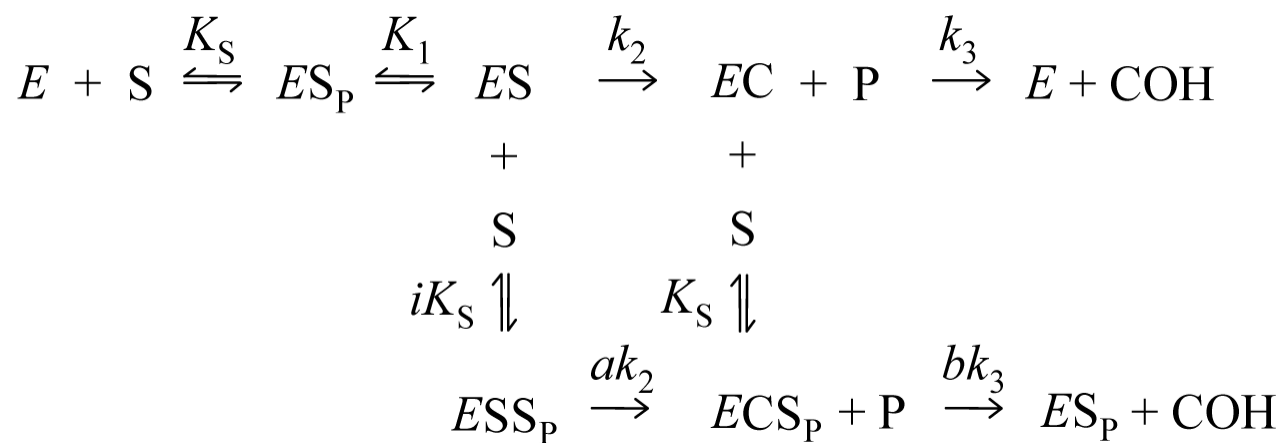 K_S K_1 k_2 k_3
E + S ⇌ ES_P ⇌ ES → EC + P → E + COH
+ +
S S
iK_S ⥮ K_S ⥮
ak_2 bk_3
ESS_P → ECS_P + P → ES_P + COH